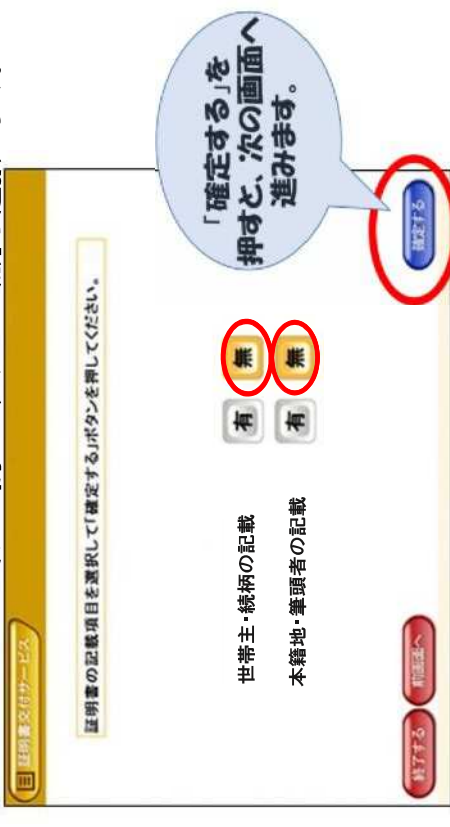 証明書交付サービス
証明書の記載項目を選択して「確定する」ボタンを押してください。
世帯主・続柄の記載 有 無
本籍地・筆頭者の記載 有 無
終了する 前画面へ 確定する
「確定する」を
押すと、次の画面へ
進みます。